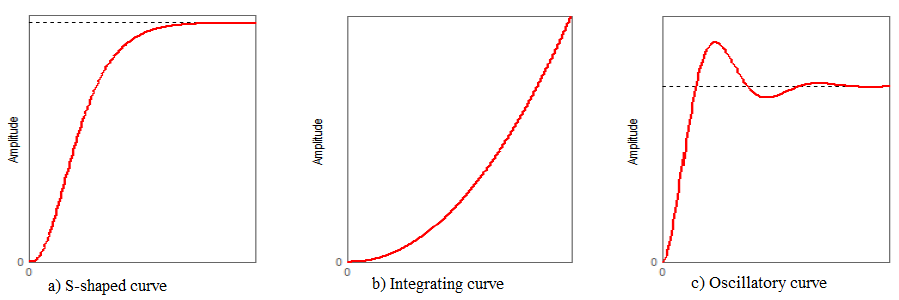 Amplitude
0
0
a) S-shaped curve
Amplitude
0
0
b) Integrating curve
Amplitude
0
0
c) Oscillatory curve